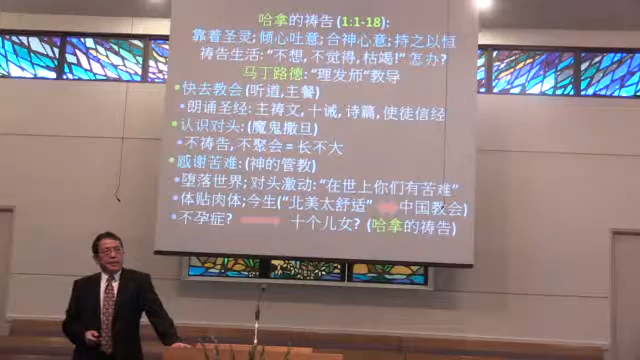 哈拿的祷告 (1:1-18):
靠着圣灵; 倾心吐意; 合神心意; 持之以恒
祷告生活: “不想, 不觉得, 枯竭!” 怎办?
马丁路德: “理发师”教导
快去教会 (听道,主餐)
朗诵圣经: 主祷文, 十诫, 诗篇, 使徒信经
认识对头: (魔鬼撒旦)
不祷告, 不聚会 = 长不大
感谢苦难: (神的管教)
堕落世界; 对头激动: “在世上你们有苦难”
体贴肉体; 今生(“北美太舒适” 中国教会)
不孕症? 十个儿女? (哈拿的祷告)